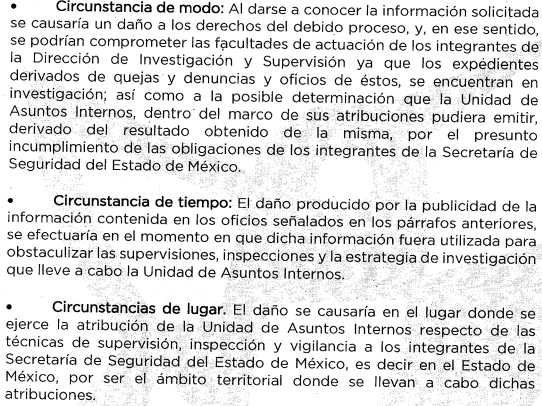 • Circunstancia de modo: Al darse a conocer la información solicitada
se causaría un daño a los derechos del debido proceso, y, en ese sentido,
se podrían comprometer las facultades de actuación de los integrantes de
la Dirección de Investigación y Supervisión ya que los expedientes
derivados de quejas y denuncias y oficios de éstos, se encuentran en
investigación; así como a la posible determinación que la Unidad de
Asuntos Internos, dentro del marco de sus atribuciones pudiera emitir,
derivado del resultado obtenido de la misma, por el presunto
incumplimiento de las obligaciones de los integrantes de la Secretaría de
Seguridad del Estado de México.
• Circunstancia de tiempo: El daño producido por la publicidad de la
información contenida en los oficios señalados en los párrafos anteriores,
se efectuaría en el momento en que dicha información fuera utilizada para
obstaculizar las supervisiones, inspecciones y la estrategia de investigación
que lleve a cabo la Unidad de Asuntos Internos.
• Circunstancias de lugar. El daño se causaría en el lugar donde se
ejerce la atribución de la Unidad de Asuntos Internos respecto de las
técnicas de supervisión, inspección y vigilancia a los integrantes de la
Secretaría de Seguridad del Estado de México, es decir en el Estado de
México, por ser el ámbito territorial donde se llevan a cabo dichas
atribuciones.